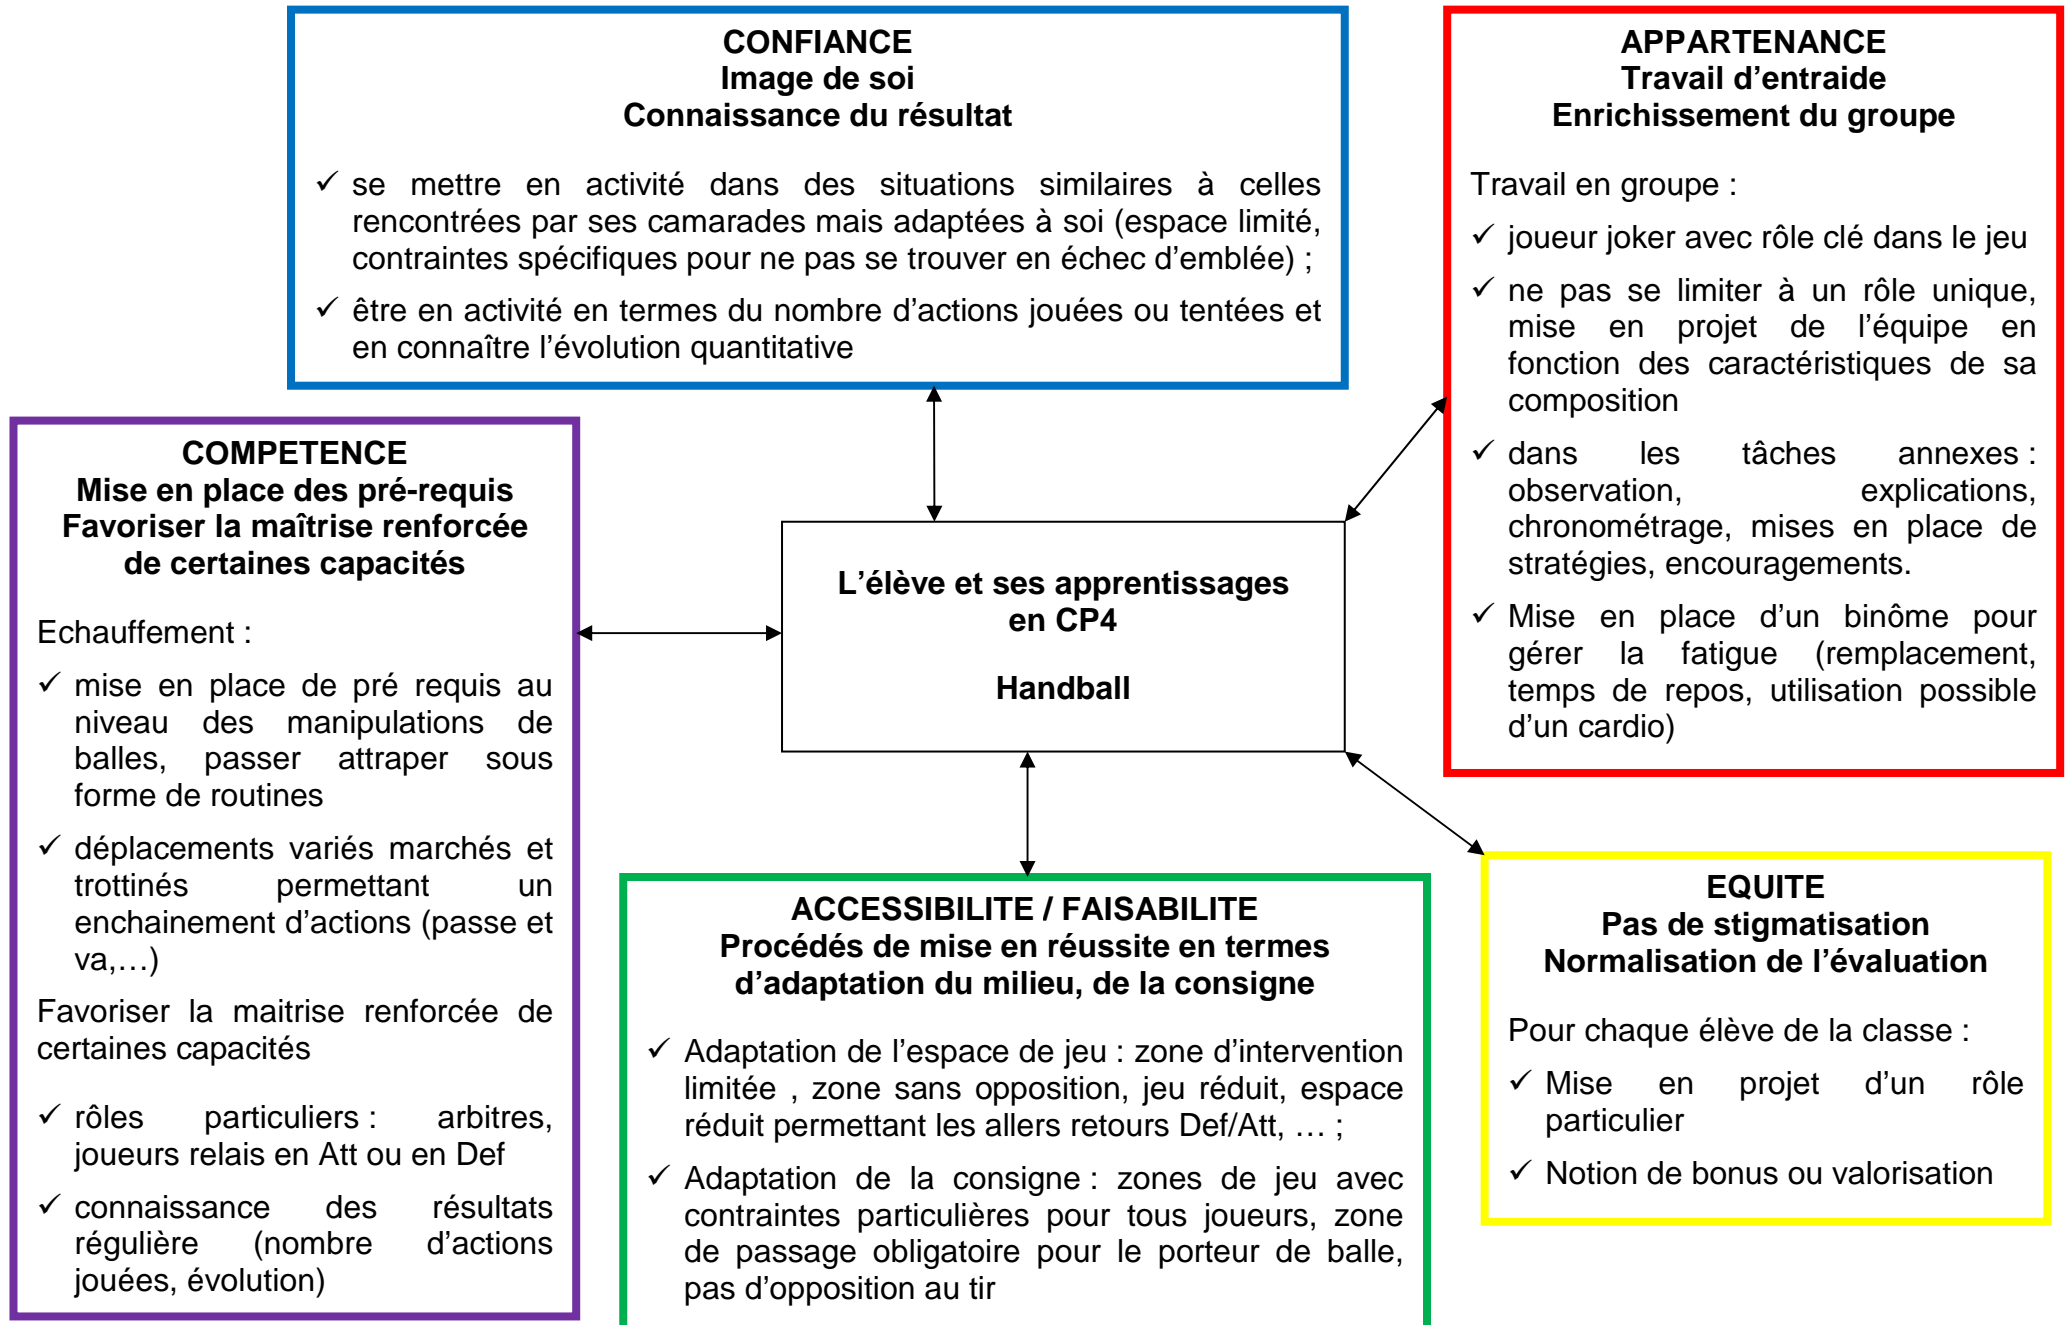 CONFIANCE
Image de soi
Connaissance du résultat
✓ se mettre en activité dans des situations similaires à celles
rencontrées par ses camarades mais adaptées à soi (espace limité,
contraintes spécifiques pour ne pas se trouver en échec d’emblée) ;
✓ être en activité en termes du nombre d’actions jouées ou tentées et
en connaître l’évolution quantitative
APPARTENANCE
Travail d’entraide
Enrichissement du groupe
Travail en groupe :
✓ joueur joker avec rôle clé dans le jeu
✓ ne pas se limiter à un rôle unique,
mise en projet de l’équipe en
fonction des caractéristiques de sa
composition
✓ dans les tâches annexes :
observation, explications,
chronométrage, mises en place de
stratégies, encouragements.
✓ Mise en place d’un binôme pour
gérer la fatigue (remplacement,
temps de repos, utilisation possible
d’un cardio)
COMPETENCE
Mise en place des pré-requis
Favoriser la maîtrise renforcée
de certaines capacités
Echauffement :
✓ mise en place de pré requis au
niveau des manipulations de
balles, passer attraper sous
forme de routines
✓ déplacements variés marchés et
trottinés permettant un
enchainement d’actions (passe et
va,…)
Favoriser la maitrise renforcée de
certaines capacités
✓ rôles particuliers : arbitres,
joueurs relais en Att ou en Def
✓ connaissance des résultats
régulière (nombre d’actions
jouées, évolution)
L’élève et ses apprentissages
en CP4
Handball
ACCESSIBILITE / FAISABILITE
Procédés de mise en réussite en termes
d’adaptation du milieu, de la consigne
✓ Adaptation de l’espace de jeu : zone d’intervention
limitée , zone sans opposition, jeu réduit, espace
réduit permettant les allers retours Def/Att, … ;
✓ Adaptation de la consigne : zones de jeu avec
contraintes particulières pour tous joueurs, zone
de passage obligatoire pour le porteur de balle,
pas d’opposition au tir
EQUITE
Pas de stigmatisation
Normalisation de l’évaluation
Pour chaque élève de la classe :
✓ Mise en projet d’un rôle
particulier
✓ Notion de bonus ou valorisation